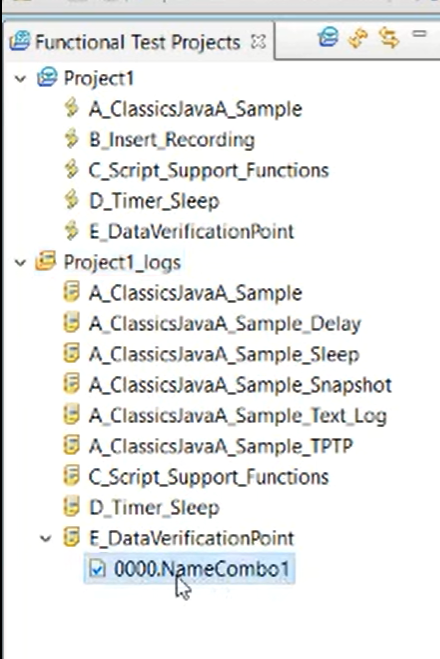 Functional Test Projects
Project1
A_ClassicsJavaA_Sample
B_Insert_Recording
C_Script_Support_Functions
D_Timer_Sleep
E_DataVerificationPoint
Project1_logs
A_ClassicsJavaA_Sample
A_ClassicsJavaA_Sample_Delay
A_ClassicsJavaA_Sample_Sleep
A_ClassicsJavaA_Sample_Snapshot
A_ClassicsJavaA_Sample_Text_Log
A_ClassicsJavaA_Sample_TPTP
C_Script_Support_Functions
D_Timer_Sleep
E_DataVerificationPoint
0000.NameCombo1